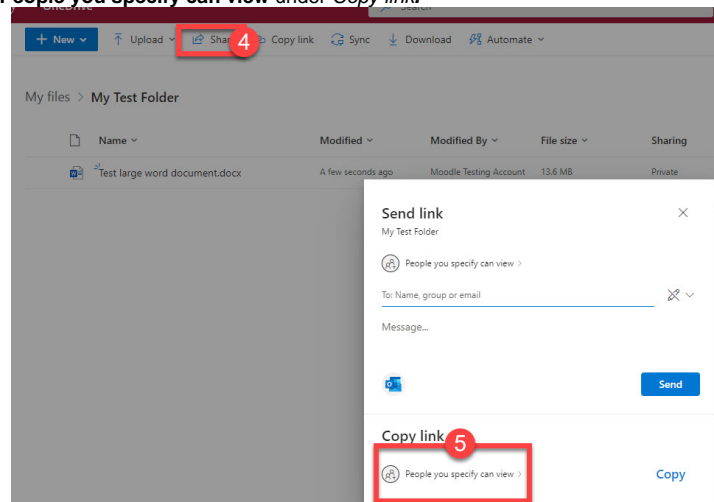 People you specify can view under Copy link.
OneDrive
Search
+ New Upload Share 4 Copy link Sync Download Automate
My files > My Test Folder
Name Modified Modified By File size Sharing
Test large word document.docx A few seconds ago Moodle Testing Account 13.6 MB Private
Send link
My Test Folder
People you specify can view >
To: Name, group or email
Message...
Send
Copy link 5
People you specify can view > Copy